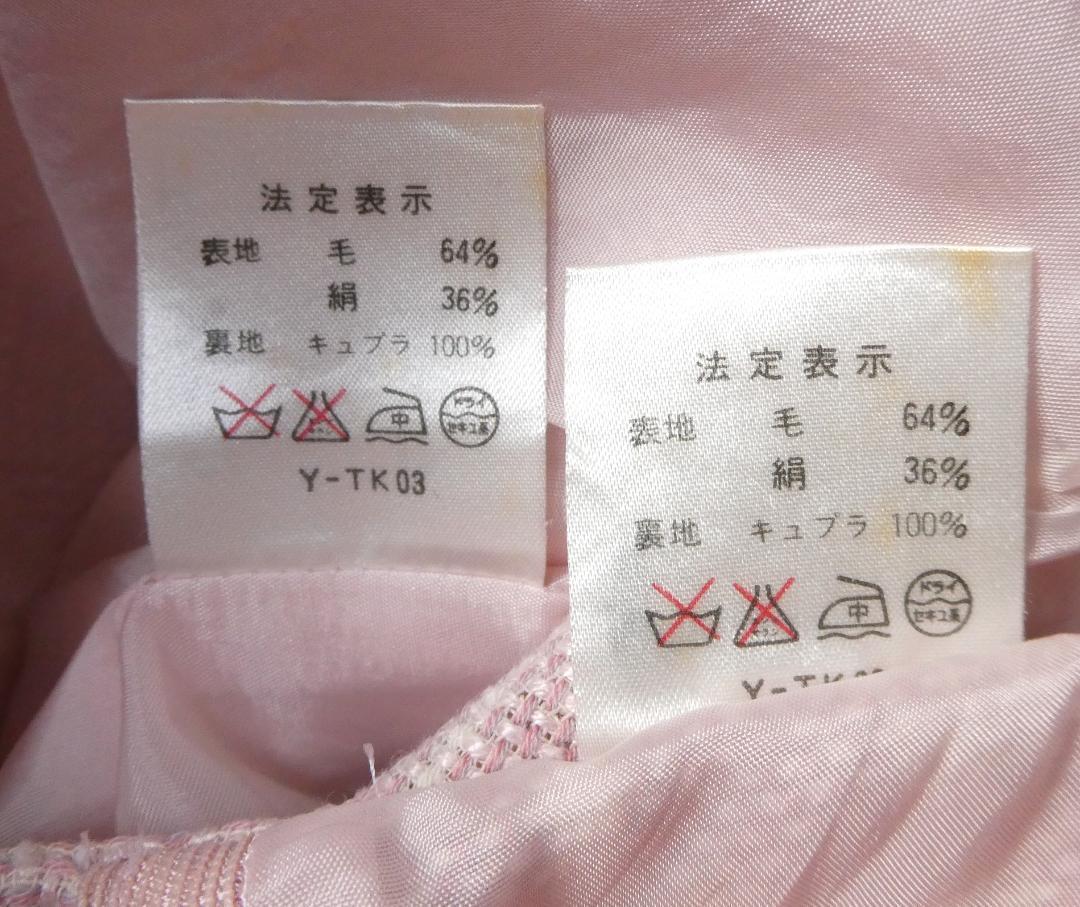 法定表示
表地 毛 64%
絹 36%
裏地 キュプラ 100%
中
ドライ
セキユ系
Y-TK03
法定表示
表地 毛 64%
絹 36%
裏地 キュプラ 100%
中
ドライ
セキユ系
Y-TK